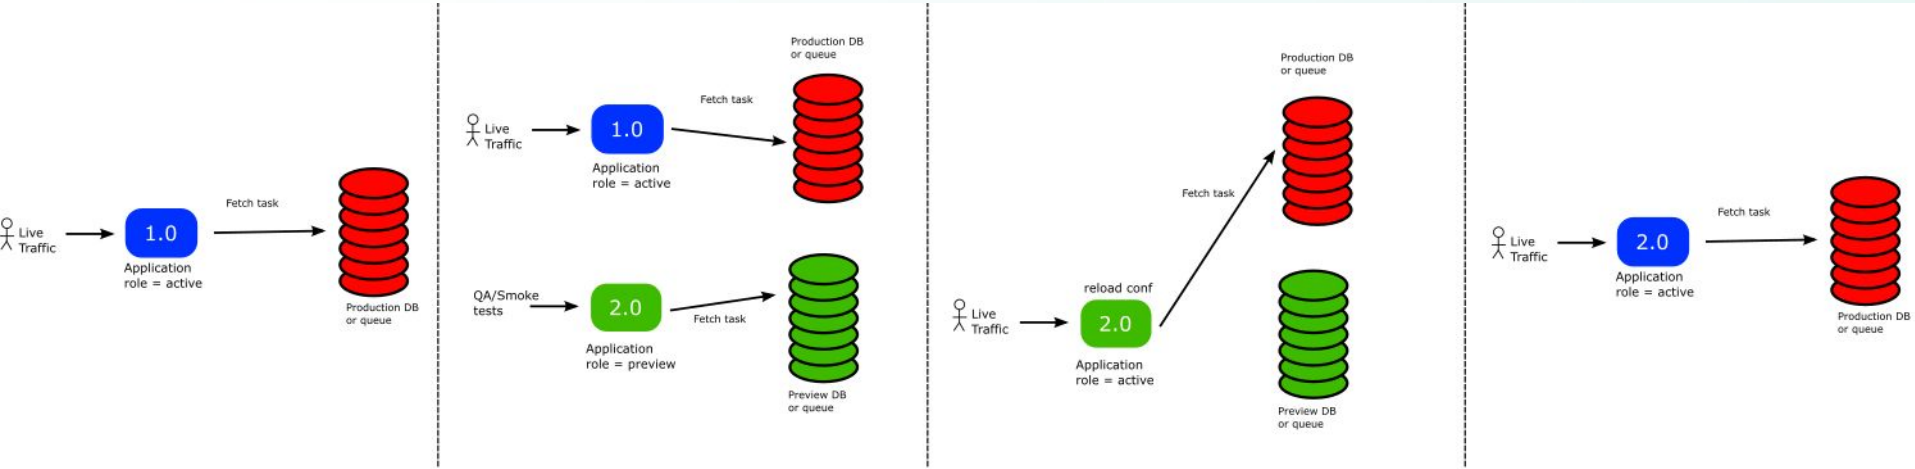 Live
Traffic
1.0
Application
role = active
Fetch task
Production DB
or queue
Production DB
or queue
Fetch task
Live
Traffic
1.0
Application
role = active
QA/Smoke
tests
2.0
Fetch task
Application
role = preview
Preview DB
or queue
Production DB
or queue
Fetch task
reload conf
Live
Traffic
2.0
Application
role = active
Preview DB
or queue
Live
Traffic
2.0
Application
role = active
Fetch task
Production DB
or queue